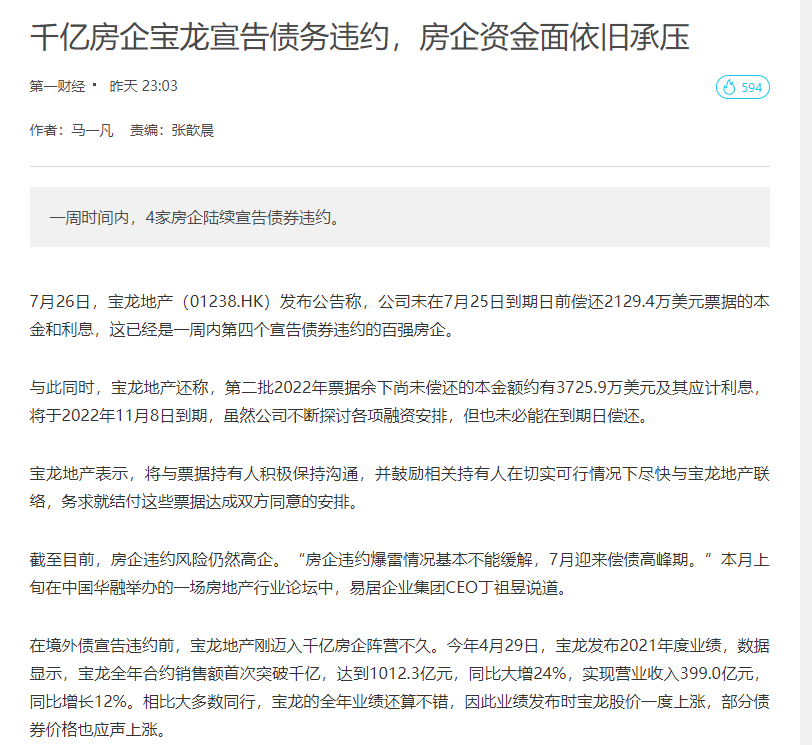 千亿房企宝龙宣告债务违约，房企资金面依旧承压
第一财经 · 昨天 23:03
594
作者：马一凡 责编：张歆晨
一周时间内，4家房企陆续宣告债券违约。
7月26日，宝龙地产（01238.HK）发布公告称，公司未在7月25日到期日前偿还2129.4万美元票据的本
金和利息，这已经是一周内第四个宣告债券违约的百强房企。
与此同时，宝龙地产还称，第二批2022年票据余下尚未偿还的本金额约有3725.9万美元及其应计利息，
将于2022年11月8日到期，虽然公司不断探讨各项融资安排，但也未必能在到期日偿还。
宝龙地产表示，将与票据持有人积极保持沟通，并鼓励相关持有人在切实可行情况下尽快与宝龙地产联
络，务求就结付这些票据达成双方同意的安排。
截至目前，房企违约风险仍然高企。“房企违约爆雷情况基本不能缓解，7月迎来偿债高峰期。”本月上
旬在中国华融举办的一场房地产行业论坛中，易居企业集团CEO丁祖昱说道。
在境外债宣告违约前，宝龙地产刚迈入千亿房企阵营不久。今年4月29日，宝龙发布2021年度业绩，数据
显示，宝龙全年合约销售额首次突破千亿，达到1012.3亿元，同比大增24%，实现营业收入399.0亿元，
同比增长12%。相比大多数同行，宝龙的全年业绩还算不错，因此业绩发布时宝龙股价一度上涨，部分债
券价格也应声上涨。